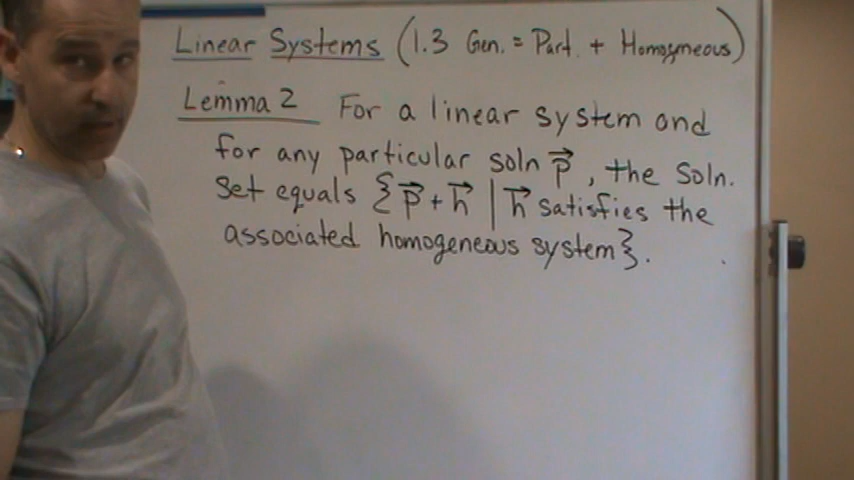 Linear Systems (1.3 Gen. = Part. + Homogeneous)
Lemma 2 For a linear system and
for any particular soln p⃗, the soln.
set equals {p⃗ + h⃗ | h⃗ satisfies the
associated homogeneous system}.